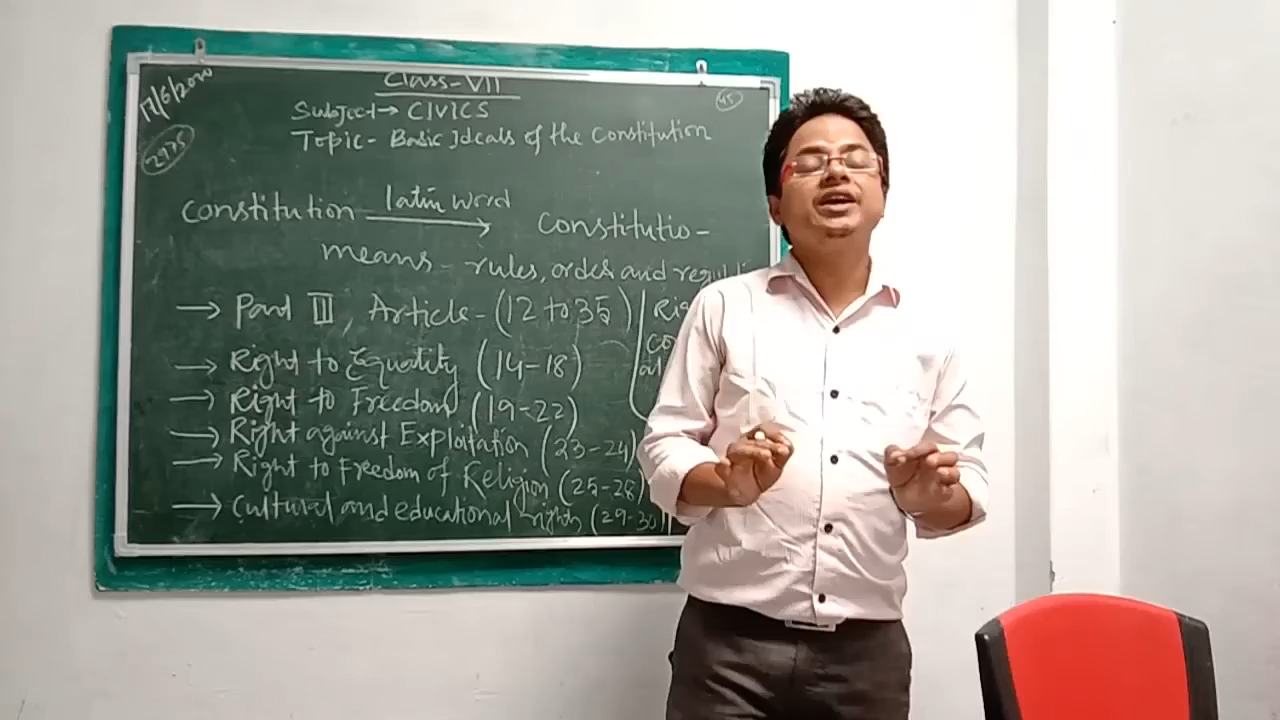 Class-VII
17/6/2020
45
Subject→ CIVICS
2975
Topic- Basic Ideals of the Constitution
Constitution latin word → Constitutio-
means- rules, order and
→ Part III, Article-(12 to 35)
→ Right to Equality (14-18)
→ Right to Freedom (19-22)
→ Right against Exploitation (23-24)
→ Right to Freedom of Religion (25-28)
→ Cultural and educational rights (29-30)